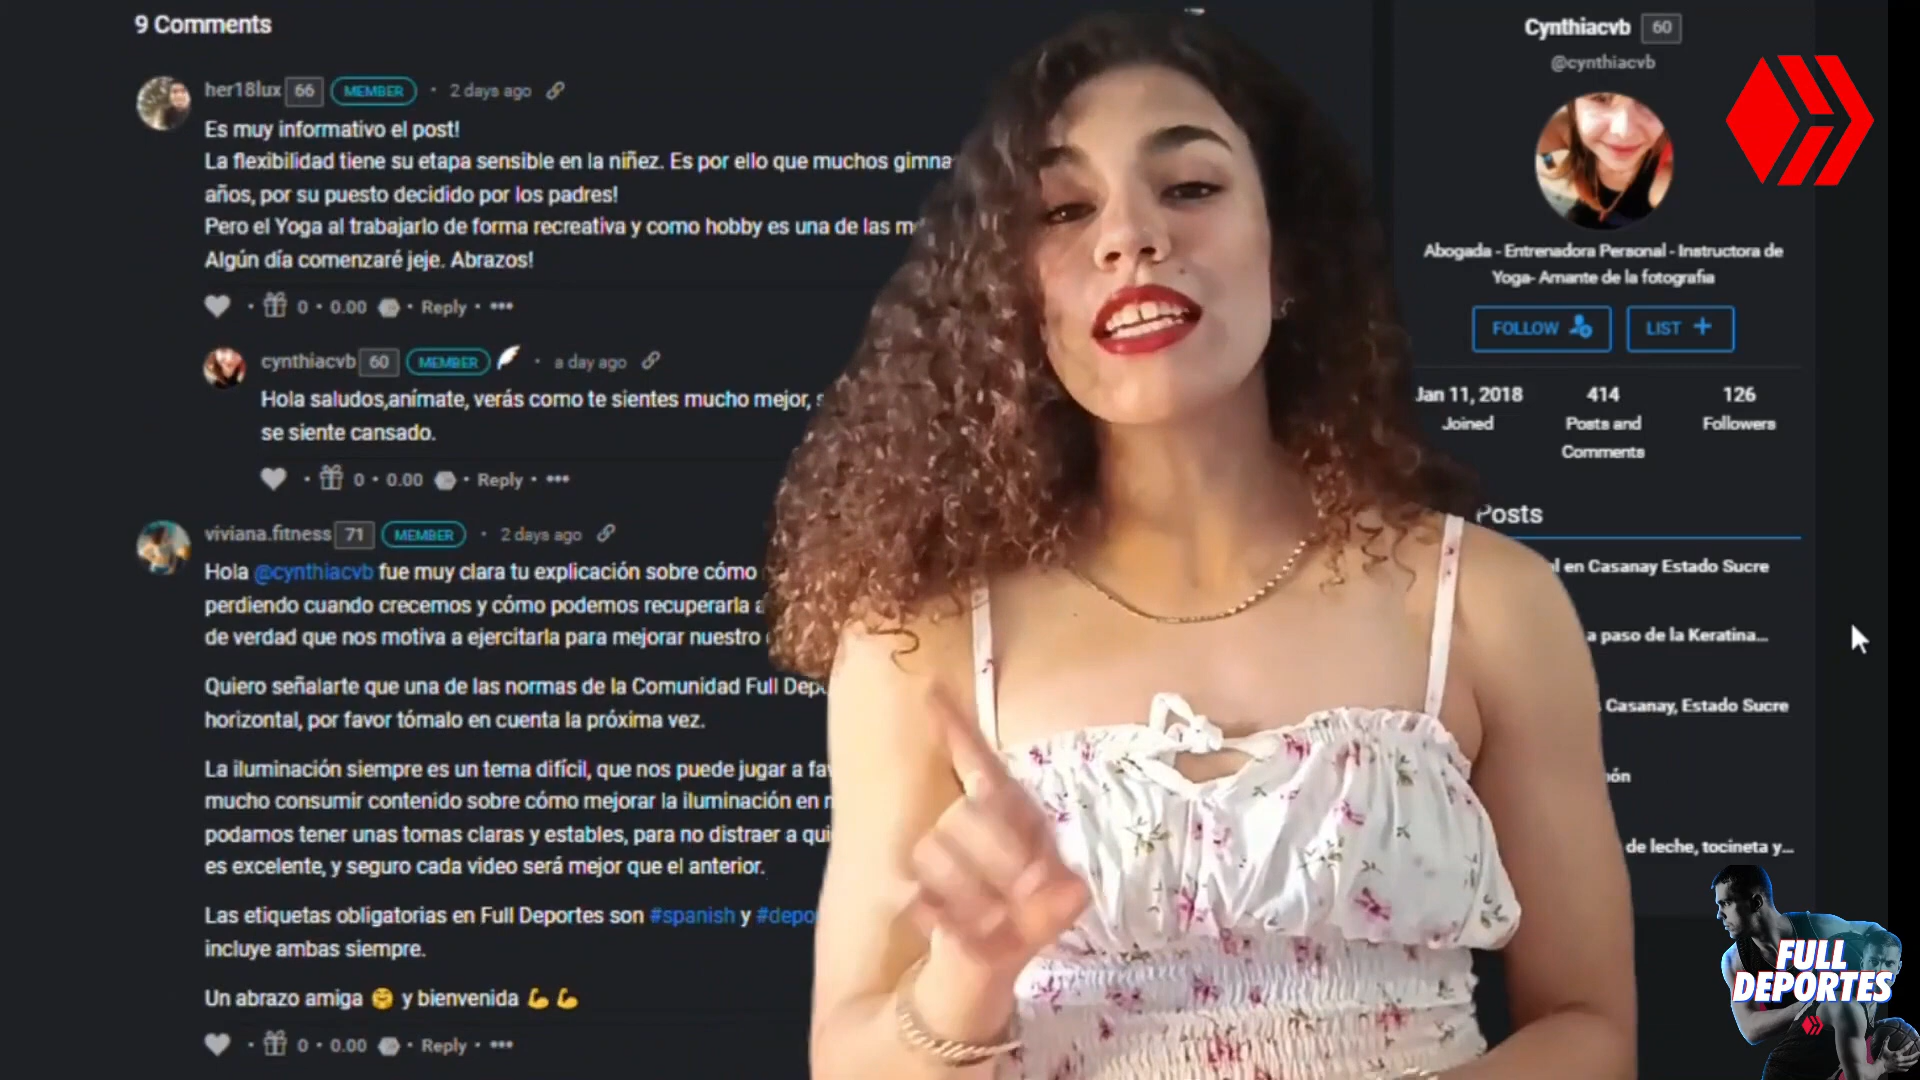 9 Comments
her18lux 66 MEMBER • 2 days ago
Es muy informativo el post!
La flexibilidad tiene su etapa sensible en la niñez. Es por ello que muchos
años, por su puesto decidido por los padres!
Pero el Yoga al trabajarlo de forma recreativa y como hobby es una de las
Algún día comenzaré jeje. Abrazos!
• 0 • 0.00 • Reply • •••
cynthiacvb 60 MEMBER • a day ago
Hola saludos,anímate, verás como te sientes mucho mejor,
se siente cansado.
• 0 • 0.00 • Reply • •••
viviana.fitness 71 MEMBER • 2 days ago
Hola @cynthiacvb fue muy clara tu explicación sobre cómo
perdiendo cuando crecemos y cómo podemos recuperarla
de verdad que nos motiva a ejercitarla para mejorar nuestro
Quiero señalarte que una de las normas de la Comunidad Full
horizontal, por favor tómalo en cuenta la próxima vez.
La iluminación siempre es un tema difícil, que nos puede jugar a
mucho consumir contenido sobre cómo mejorar la iluminación en
podamos tener unas tomas claras y estables, para no distraer a
es excelente, y seguro cada video será mejor que el anterior.
Las etiquetas obligatorias en Full Deportes son #spanish y
incluye ambas siempre.
Un abrazo amiga 🤗 y bienvenida 💪 💪
• 0 • 0.00 • Reply • •••
Cynthiacvb 60
@cynthiacvb
Abogada - Entrenadora Personal - Instructora de
Yoga- Amante de la fotografia
FOLLOW LIST +
Jan 11, 2018 414 126
Joined Posts and Followers
Comments
Posts
en Casanay Estado Sucre
a paso de la Keratina...
Casanay, Estado Sucre
de leche, tocineta y...
FULL
DEPORTES